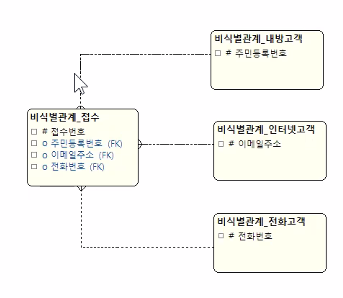 비식별관계_내방고객
# 주민등록번호
비식별관계_접수
# 접수번호
o 주민등록번호 (FK)
o 이메일주소 (FK)
o 전화번호 (FK)
비식별관계_인터넷고객
# 이메일주소
비식별관계_전화고객
# 전화번호